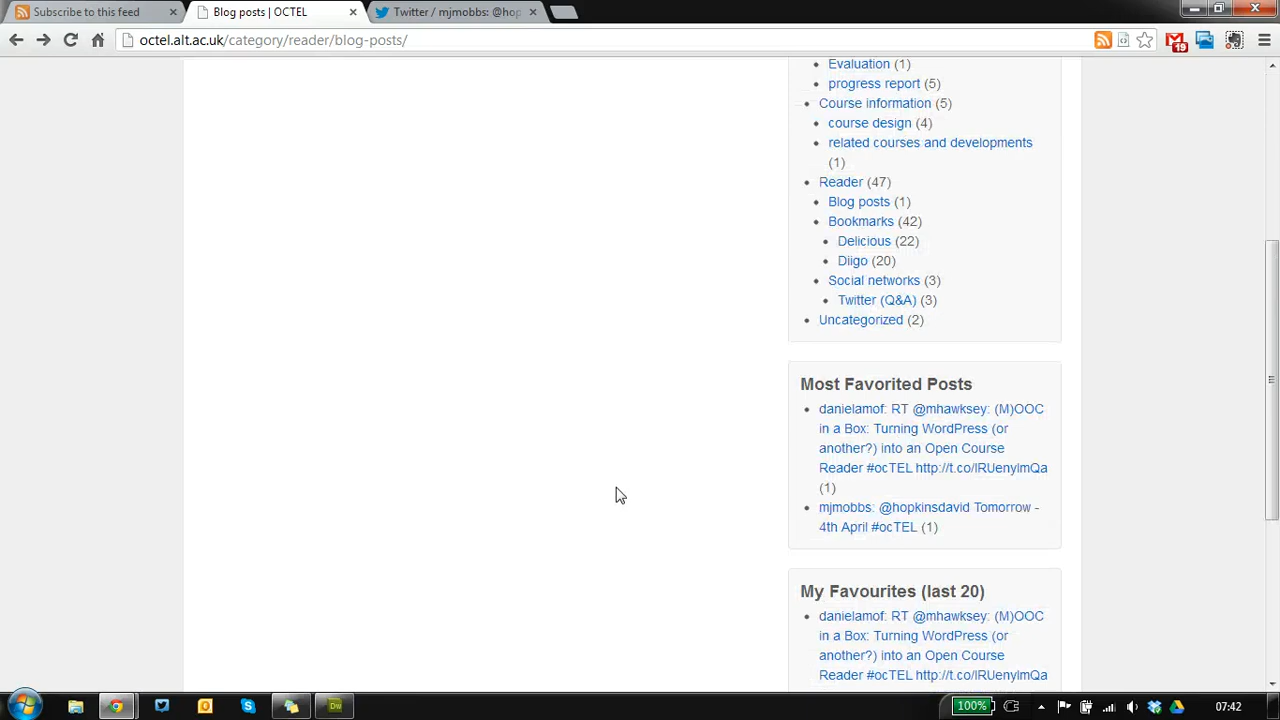 Subscribe to this feed
Blog posts | OCTEL
Twitter / mjmobbs: @hop
octel.alt.ac.uk/category/reader/blog-posts/
19
Evaluation (1)
progress report (5)
Course information (5)
course design (4)
related courses and developments
(1)
Reader (47)
Blog posts (1)
Bookmarks (42)
Delicious (22)
Diigo (20)
Social networks (3)
Twitter (Q&A) (3)
Uncategorized (2)
Most Favorited Posts
danielamof: RT @mhawksey: (M)OOC
in a Box: Turning WordPress (or
another?) into an Open Course
Reader #ocTEL http://t.co/lRUenylmQa
(1)
mjmobbs: @hopkinsdavid Tomorrow -
4th April #ocTEL (1)
My Favourites (last 20)
danielamof: RT @mhawksey: (M)OOC
in a Box: Turning WordPress (or
another?) into an Open Course
Reader #ocTEL http://t.co/lRUenylmQa
Dw
100%
07:42